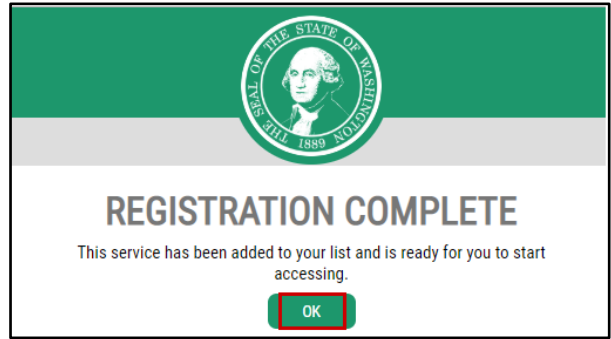 THE SEAL OF THE STATE OF WASHINGTON
1889
REGISTRATION COMPLETE
This service has been added to your list and is ready for you to start
accessing.
OK